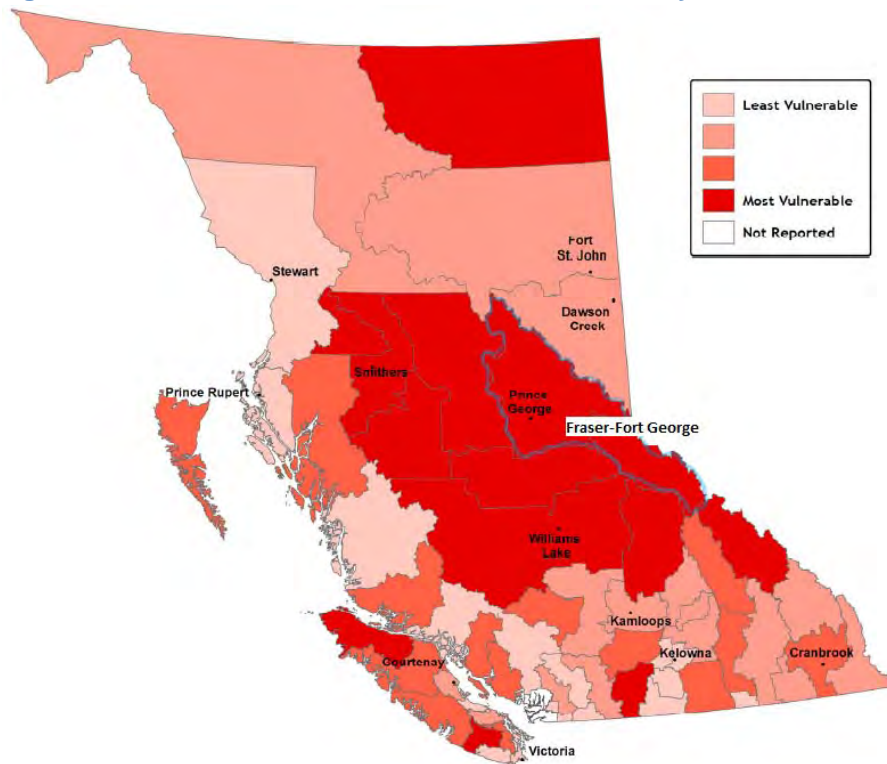 Least Vulnerable
Most Vulnerable
Not Reported
Fort
St. John
Stewart
Dawson
Creek
Smithers
Prince Rupert
Prince
George
Fraser-Fort George
Williams
Lake
Kamloops
Kelowna
Cranbrook
Courtenay
Victoria